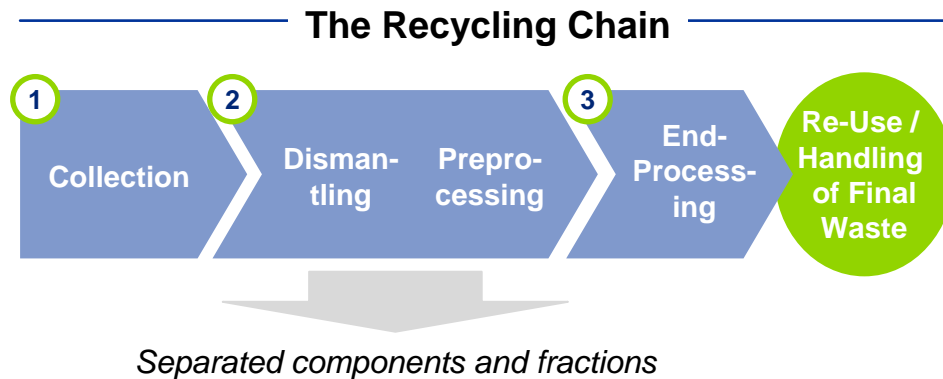 The Recycling Chain
1
Collection
2
Disman-
tling
Prepro-
cessing
3
End-
Process-
ing
Re-Use /
Handling
of Final
Waste
Separated components and fractions